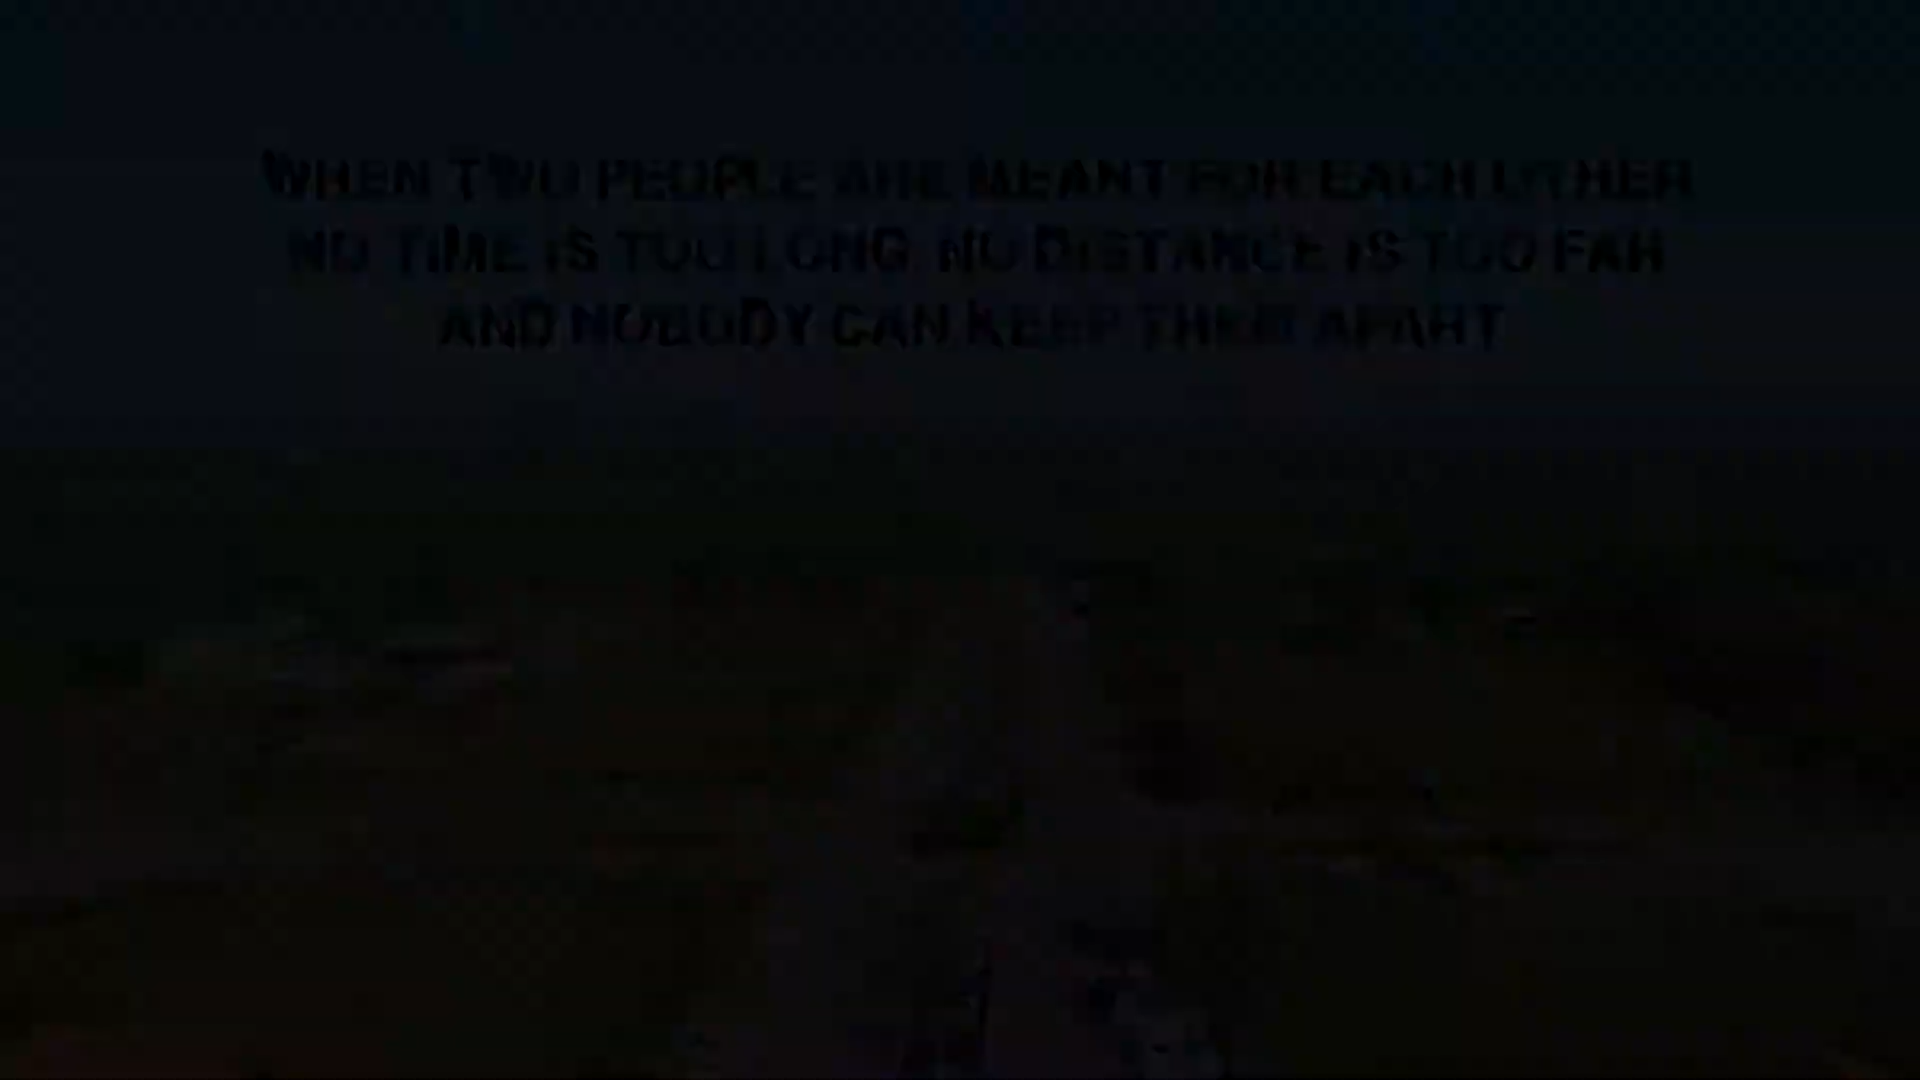 WHEN TWO PEOPLE ARE MEANT FOR EACH OTHER
NO TIME IS TOO LONG, NO DISTANCE IS TOO FAR
AND NOBODY CAN KEEP THEM APART